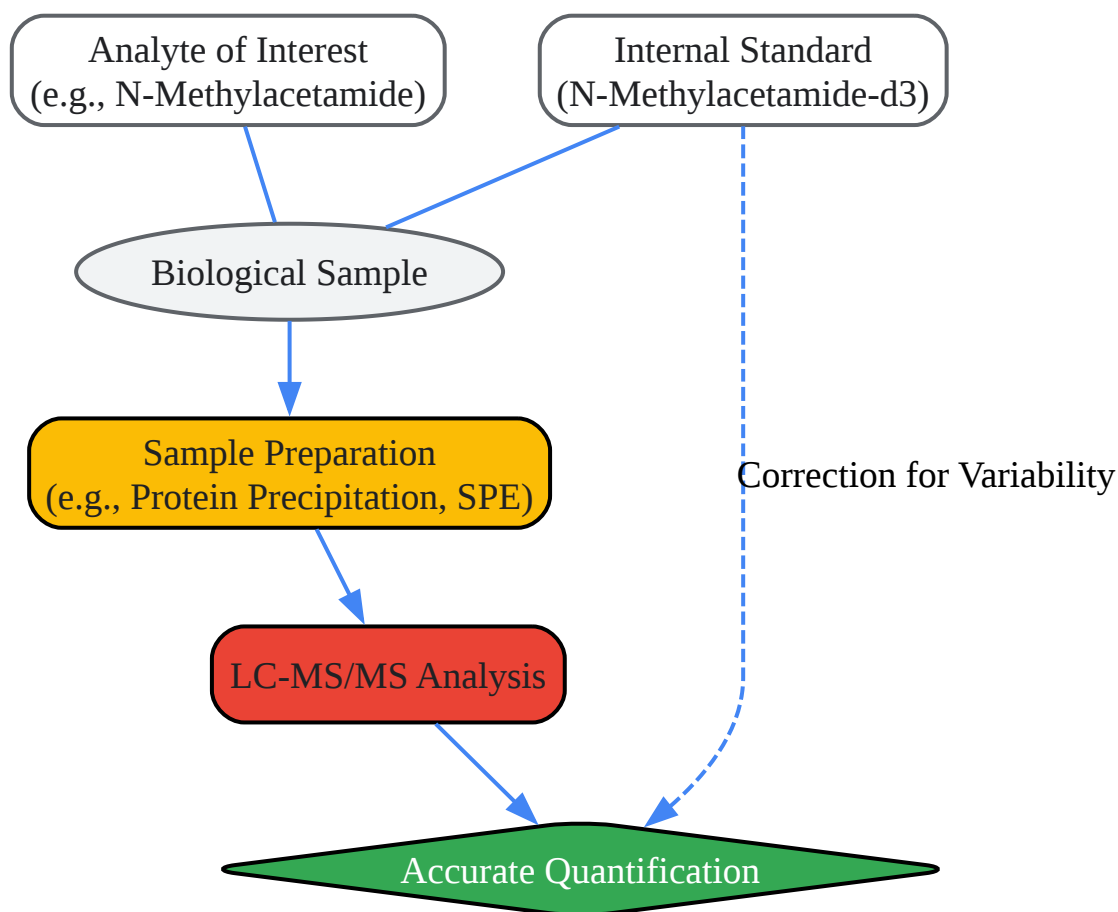 Analyte of Interest
(e.g., N-Methylacetamide)
Internal Standard
(N-Methylacetamide-d3)
Biological Sample
Sample Preparation
(e.g., Protein Precipitation, SPE)
Correction for Variability
LC-MS/MS Analysis
Accurate Quantification